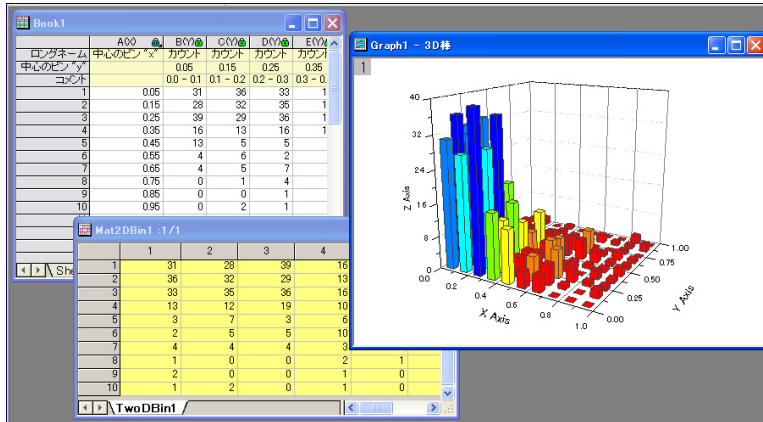 Book1
A(X) B(Y) C(Y) D(Y) E(Y)
ロングネーム 中心のビン "x" カウント カウント カウント カウント
中心のビン "y" 0.05 0.15 0.25 0.35
コメント 0.0 - 0.1 0.1 - 0.2 0.2 - 0.3 0.3 - 0.
1 0.05 31 36 33 1
2 0.15 28 32 35 1
3 0.25 39 29 36 1
4 0.35 16 13 16 1
5 0.45 13 5 5
6 0.55 4 6 2
7 0.65 4 5 7
8 0.75 0 1 4
9 0.85 0 0 1
10 0.95 0 2 1
She
Mat2DBin1 :1/1
1 2 3 4
1 31 28 39 16
2 36 32 29 13
3 33 35 36 16
4 13 12 19 10
5 3 7 3 6
6 2 5 5 10
7 4 4 4 3
8 1 0 0 2 1
9 2 0 0 1 0
10 1 2 0 1 0
TwoDBin1
Graph1 - 3D棒
1
40
32
24
16
8
0
Z Axis
0.0 0.2 0.4 0.6 0.8 1.0
X Axis
0.00 0.25 0.50 0.75 1.00
Y Axis